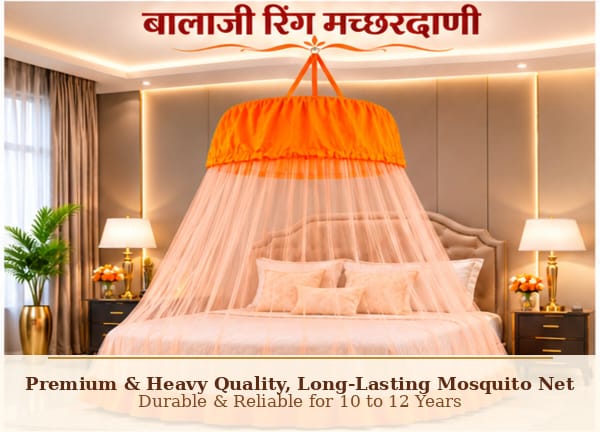 बालाजी रिंग मच्छरदाणी
Premium & Heavy Quality, Long-Lasting Mosquito Net
Durable & Reliable for 10 to 12 Years